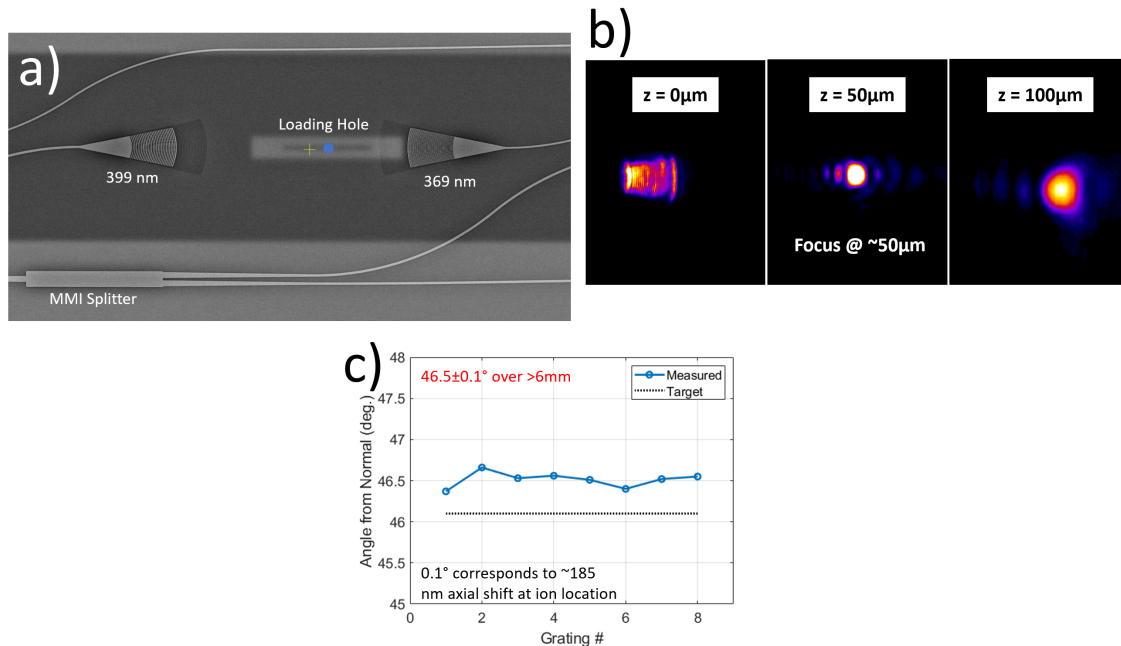 a)
Loading Hole
399 nm
369 nm
MMI Splitter
b)
z = 0µm
z = 50µm
z = 100µm
Focus @ ~50µm
c)
48
47.5
47
46.5
46
45.5
45
Angle from Normal (deg.)
46.5±0.1° over >6mm
Measured
Target
0.1° corresponds to ~185
nm axial shift at ion location
0
2
4
6
8
Grating #